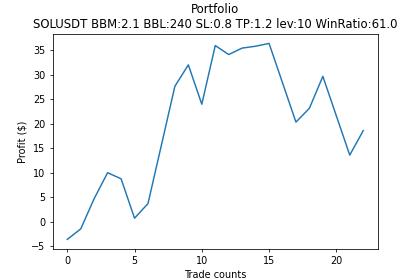 Portfolio
SOLUSDT BBM:2.1 BBL:240 SL:0.8 TP:1.2 lev:10 WinRatio:61.0
Profit ($)
35
30
25
20
15
10
5
0
−5
0 5 10 15 20
Trade counts